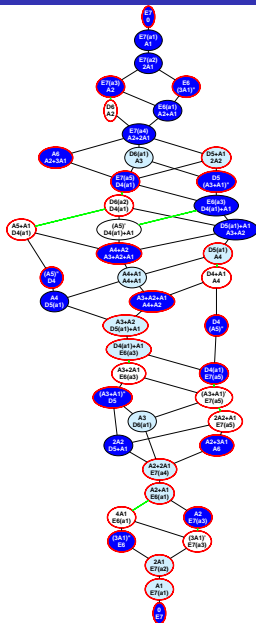 E7
0
E7(a1)
A1
E7(a2)
2A1
E7(a3)
A2
E6
(3A1)"
D6
A2
E6(a1)
A2+A1
E7(a4)
A2+2A1
A6
A2+3A1
D6(a1)
A3
D5+A1
2A2
E7(a5)
D4(a1)
D5
(A3+A1)"
D6(a2)
D4(a1)
E6(a3)
D4(a1)+A1
A5+A1
D4(a1)
(A5)'
D4(a1)+A1
D5(a1)+A1
A3+A2
A4+A2
A3+A2+A1
D5(a1)
A4
(A5)"
D4
A4+A1
A4+A1
D4+A1
A4
A4
D5(a1)
A3+A2+A1
A4+A2
A3+A2
D5(a1)+A1
D4
(A5)"
D4(a1)+A1
E6(a3)
A3+2A1
E6(a3)
D4(a1)
E7(a5)
(A3+A1)"
D5
(A3+A1)'
E7(a5)
A3
D6(a1)
2A2+A1
E7(a5)
2A2
D5+A1
A2+3A1
A6
A2+2A1
E7(a4)
A2+A1
E6(a1)
4A1
E6(a1)
A2
E7(a3)
(3A1)"
E6
(3A1)'
E7(a3)
2A1
E7(a2)
A1
E7(a1)
0
E7